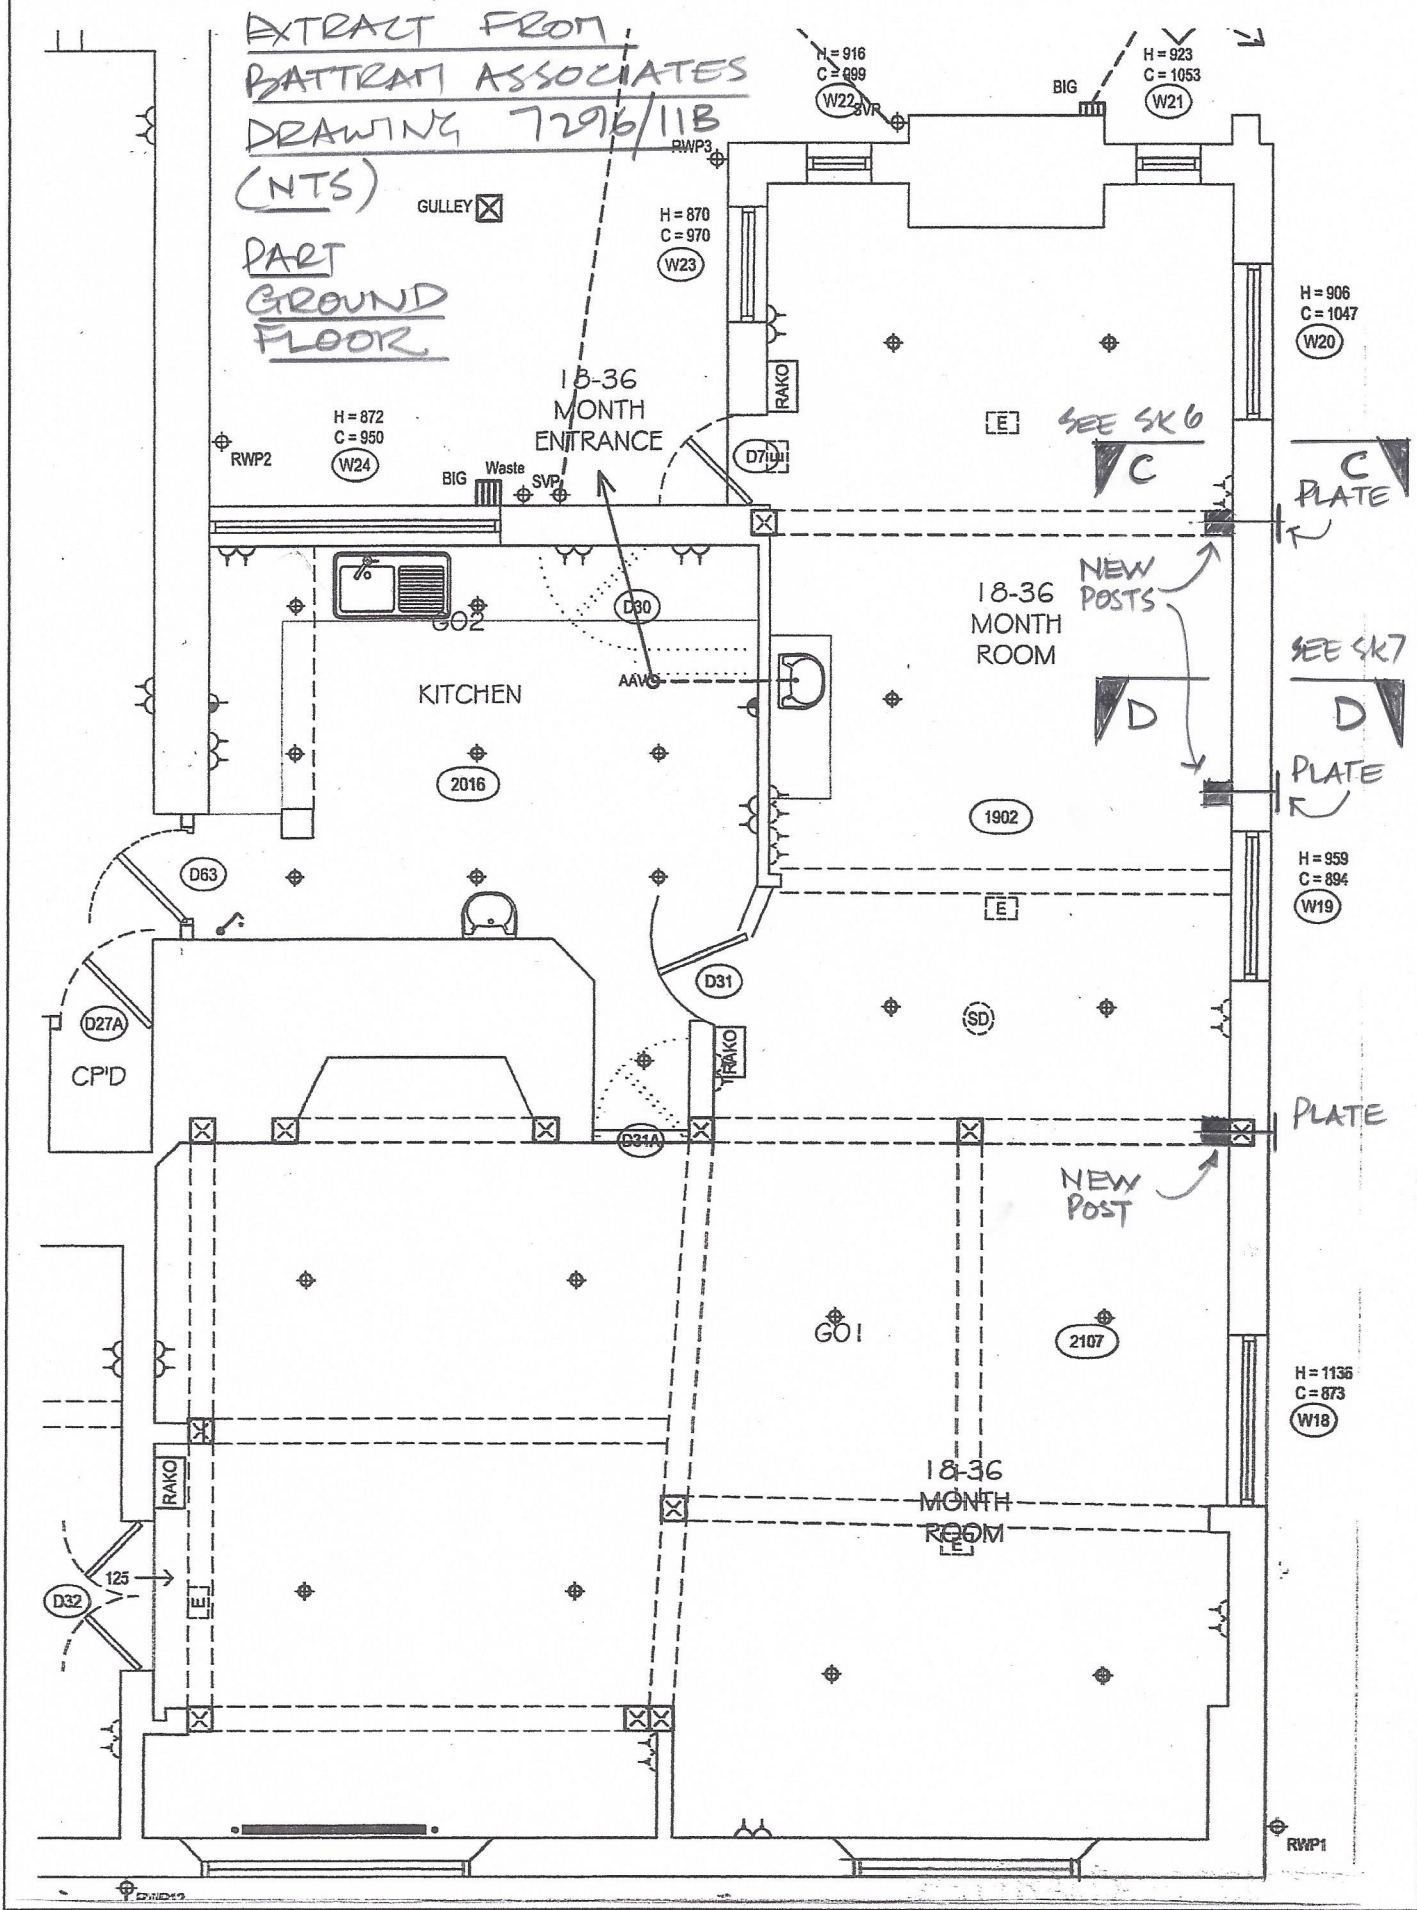 EXTRACT FROM
BATTRAM ASSOCIATES
DRAWING 7296/11B
(NTS)
PART
GROUND
FLOOR
H = 916
C = 999
W22
SVP
BIG
H = 923
C = 1053
W21
RWP3
GULLEY
H = 870
C = 970
W23
H = 906
C = 1047
W20
RAKO
18-36
MONTH
ENTRANCE
H = 872
C = 950
W24
RWP2
BIG
Waste
SVP
D7
E
E
SEE SK6
C
C
PLATE
NEW
POSTS
18-36
MONTH
ROOM
D30
G02
KITCHEN
AAV
SEE SK7
D
D
PLATE
2016
1902
D63
H = 959
C = 894
W19
E
D31
SD
D27A
CP'D
RAKO
D31A
PLATE
NEW
POST
G01
2107
H = 1136
C = 873
W18
RAKO
18-36
MONTH
ROOM
E
125
D32
E
RWP1